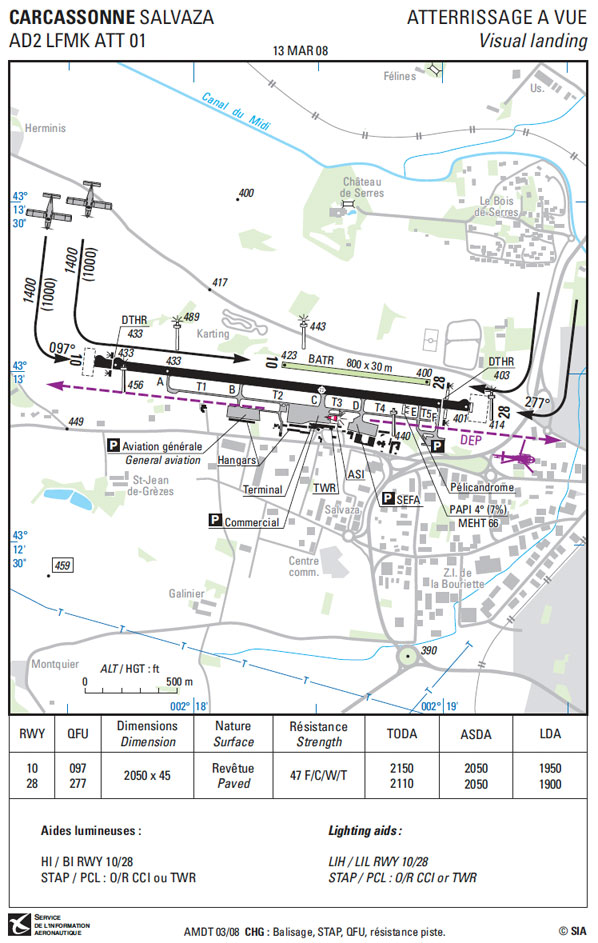 CARCASSONNE SALVAZA
AD2 LFMK ATT 01
ATTERRISSAGE A VUE
Visual landing
13 MAR 08
Félines
Us.
Canal du Midi
Herminis
43°
13'
30"
400
Château
de Serres
Le Bois
de Serres
1400
(1000)
1400
(1000)
417
DTHR
433
489
443
Karting
097°
10
433
433
10
423
BATR
800 x 30 m
400
28
DTHR
403
43°
13'
456
A
T1
B
T2
C
T3
D
T4
E
T5
F
401
414
28
277°
DEP
449
P Aviation générale
General aviation
Hangars
440
P
St-Jean
de-Grèzes
Terminal
TWR
ASI
P SEFA
Pélicandrome
PAPI 4° (7%)
MEHT 66
P Commercial
Salvaza
43°
12'
30"
459
Centre
comm.
Z.I. de
la Bouriette
Galinier
T
T
T
T
T
T
390
Montquier
ALT / HGT : ft
0
500 m
002° 18'
002° 19'
RWY
QFU
Dimensions
Dimension
Nature
Surface
Résistance
Strength
TODA
ASDA
LDA
10
097
2050 x 45
Revêtue
47 F/C/W/T
2150
2050
1950
28
277
Paved
2110
2050
1900
Aides lumineuses :
HI / BI RWY 10/28
STAP / PCL : O/R CCI ou TWR
Lighting aids :
LIH / LIL RWY 10/28
STAP / PCL : O/R CCI or TWR
SERVICE
DE L'INFORMATION
AERONAUTIQUE
AMDT 03/08 CHG : Balisage, STAP, QFU, résistance piste.
© SIA